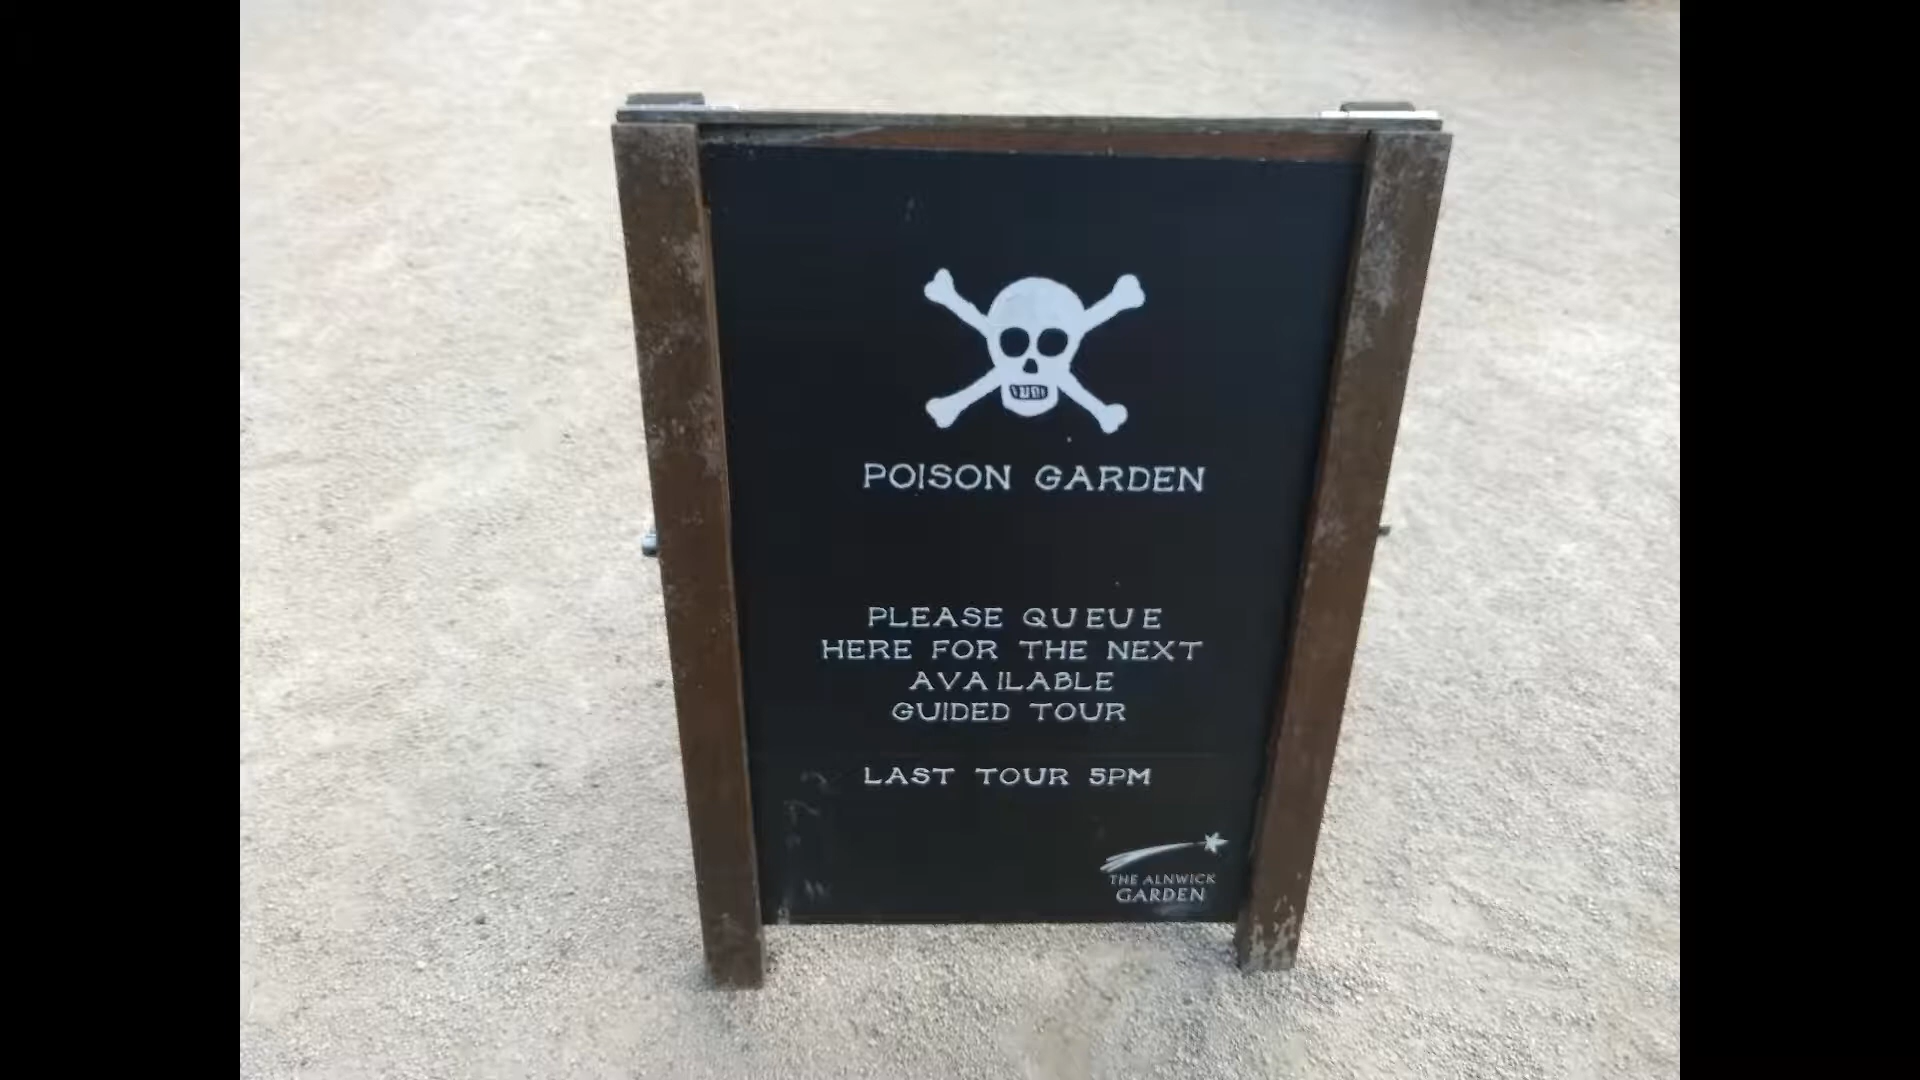 POISON GARDEN
PLEASE QUEUE
HERE FOR THE NEXT
AVAILABLE
GUIDED TOUR
LAST TOUR 5PM
THE ALNWICK
GARDEN